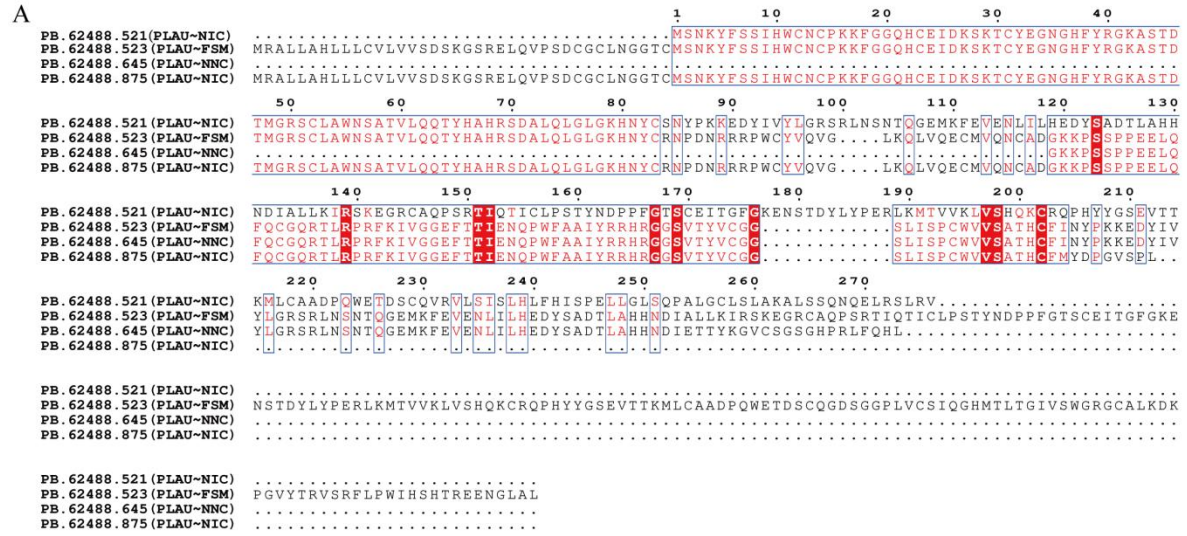 A
1 10 20 30 40
PB.62488.521(PLAU~NIC) ......................................MSNKYFSSIHWCNCPKKFGGQHCEIDKSKTCYEGNGHFYRGKASTD
PB.62488.523(PLAU~FSM) MRALLAHLLLCVLVVSDSKGSRELQVPSDCGCLNGGTCMSNKYFSSIHWCNCPKKFGGQHCEIDKSKTCYEGNGHFYRGKASTD
PB.62488.645(PLAU~NNC) ....................................................................................
PB.62488.875(PLAU~NIC) MRALLAHLLLCVLVVSDSKGSRELQVPSDCGCLNGGTCMSNKYFSSIHWCNCPKKFGGQHCEIDKSKTCYEGNGHFYRGKASTD
50 60 70 80 90 100 110 120 130
PB.62488.521(PLAU~NIC) TMGRSCLAWNSATVLQQTYHAHRSDALQLGLGKHNYCSNYPKKEDYIVYLGRSRLNSNTQGEMKFEVENLILHEDYSADTLAHH
PB.62488.523(PLAU~FSM) TMGRSCLAWNSATVLQQTYHAHRSDALQLGLGKHNYCRNPDNRRRPWCYVQVG....LKQLVQECMVQNCADGKKPSSPPEELQ
PB.62488.645(PLAU~NNC) ........................................................................GKKPSSPPEELQ
PB.62488.875(PLAU~NIC) TMGRSCLAWNSATVLQQTYHAHRSDALQLGLGKHNYCRNPDNRRRPWCYVQVG....LKQLVQECMVQNCADGKKPSSPPEELQ
140 150 160 170 180 190 200 210
PB.62488.521(PLAU~NIC) NDIALLKIRSKEGRCAQPSRTIQTICLPSTYNDPPFGTSCEITGFGKENSTDYLYPERLKMTVVKLVSHQKCRQPHYYGSEVTT
PB.62488.523(PLAU~FSM) FQCGQRTLRPRFKIVGGEFTTIENQPWFAAIYRRHRGGSVTYVCGG............SLISPCWVVSATHCFINYPKKEDYIV
PB.62488.645(PLAU~NNC) FQCGQRTLRPRFKIVGGEFTTIENQPWFAAIYRRHRGGSVTYVCGG............SLISPCWVVSATHCFINYPKKEDYIV
PB.62488.875(PLAU~NIC) FQCGQRTLRPRFKIVGGEFTTIENQPWFAAIYRRHRGGSVTYVCGG............SLISPCWVVSATHCFMYDPGVSPL..
220 230 240 250 260 270
PB.62488.521(PLAU~NIC) KMLCAADPQWETDSCQVRVLSISLHLFHISPELLGLSQPALGCLSLAKALSSQNQELRSLRV......................
PB.62488.523(PLAU~FSM) YLGRSRLNSNTQGEMKFEVENLILHEDYSADTLAHHNDIALLKIRSKEGRCAQPSRTIQTICLPSTYNDPPFGTSCEITGFGKE
PB.62488.645(PLAU~NNC) YLGRSRLNSNTQGEMKFEVENLILHEDYSADTLAHHNDIETTYKGVCSGSGHPRLFQHL.........................
PB.62488.875(PLAU~NIC) ....................................................................................
PB.62488.521(PLAU~NIC) ....................................................................................
PB.62488.523(PLAU~FSM) NSTDYLYPERLKMTVVKLVSHQKCRQPHYYGSEVTTKMLCAADPQWETDSCQGDSGGPLVCSIQGHMTLTGIVSWGRGCALKDK
PB.62488.645(PLAU~NNC) ....................................................................................
PB.62488.875(PLAU~NIC) ....................................................................................
PB.62488.521(PLAU~NIC) ...........................
PB.62488.523(PLAU~FSM) PGVYTRVSRFLPWIHSHTREENGLAL
PB.62488.645(PLAU~NNC) ..........................
PB.62488.875(PLAU~NIC) ..........................